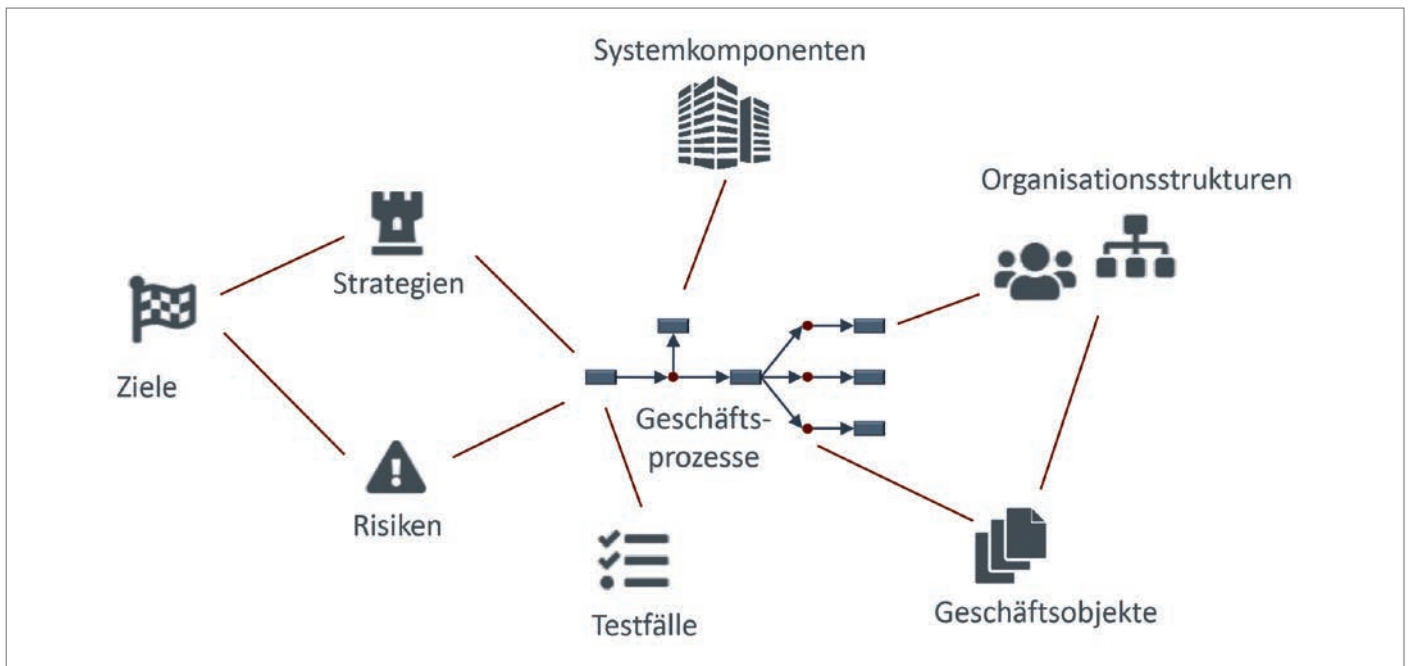 Systemkomponenten
Organisationsstrukturen
Strategien
Ziele
Geschäfts-
prozesse
Risiken
Testfälle
Geschäftsobjekte